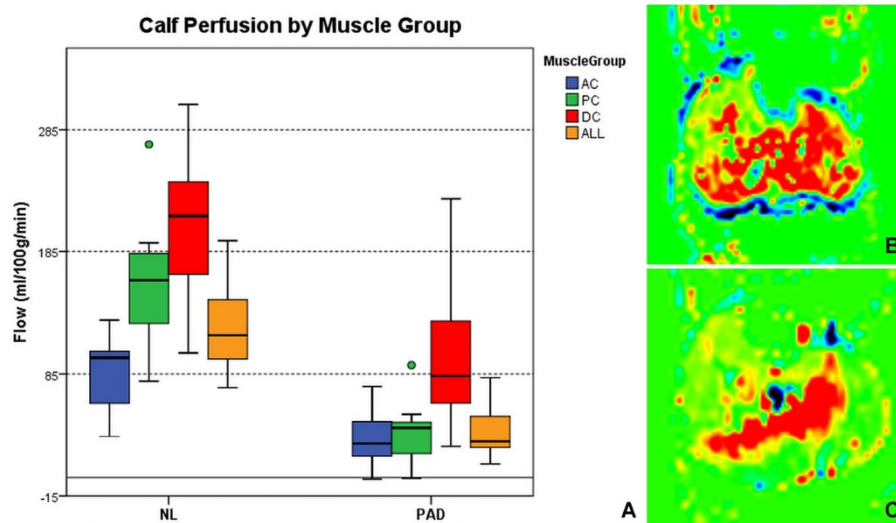 Calf Perfusion by Muscle Group
MuscleGroup
AC
PC
DC
ALL
Flow (ml/100g/min)
285
185
85
-15
NL
PAD
A
B
C